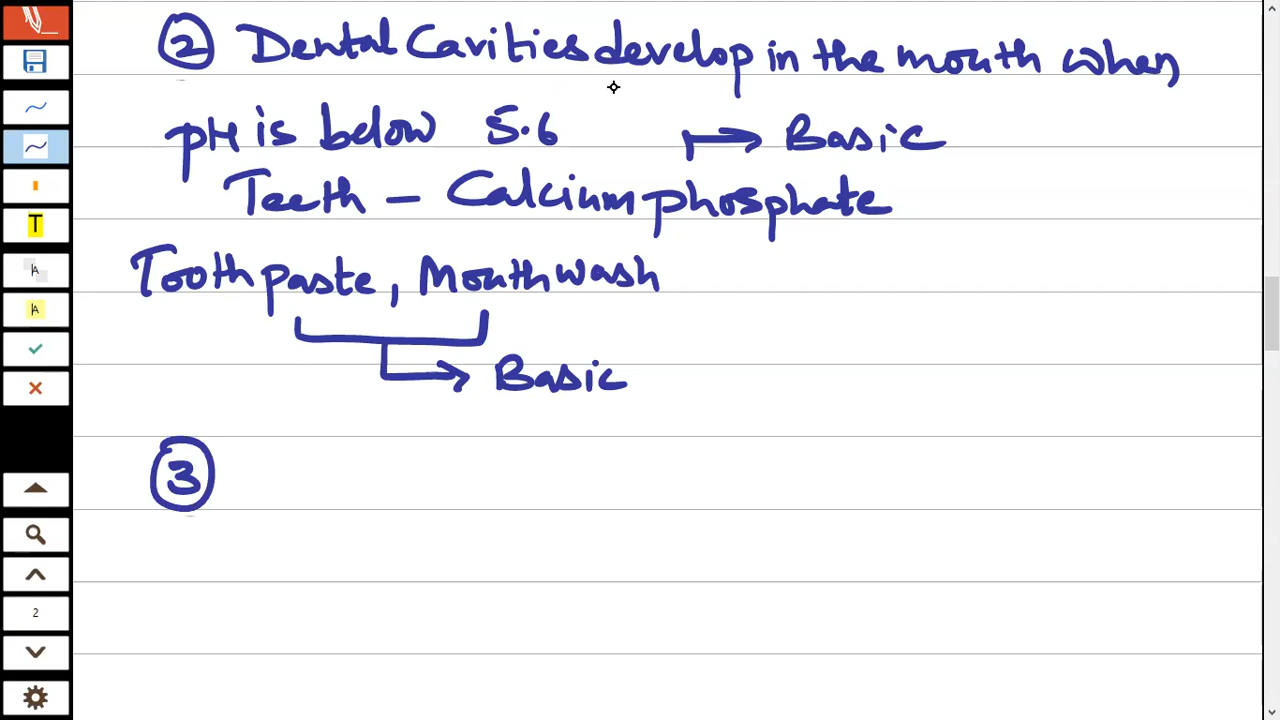 2 Dental Cavities develop in the mouth when
pH is below 5.6
Basic
Teeth - Calcium phosphate
Toothpaste, Mouthwash
Basic
3
T
A
A
2